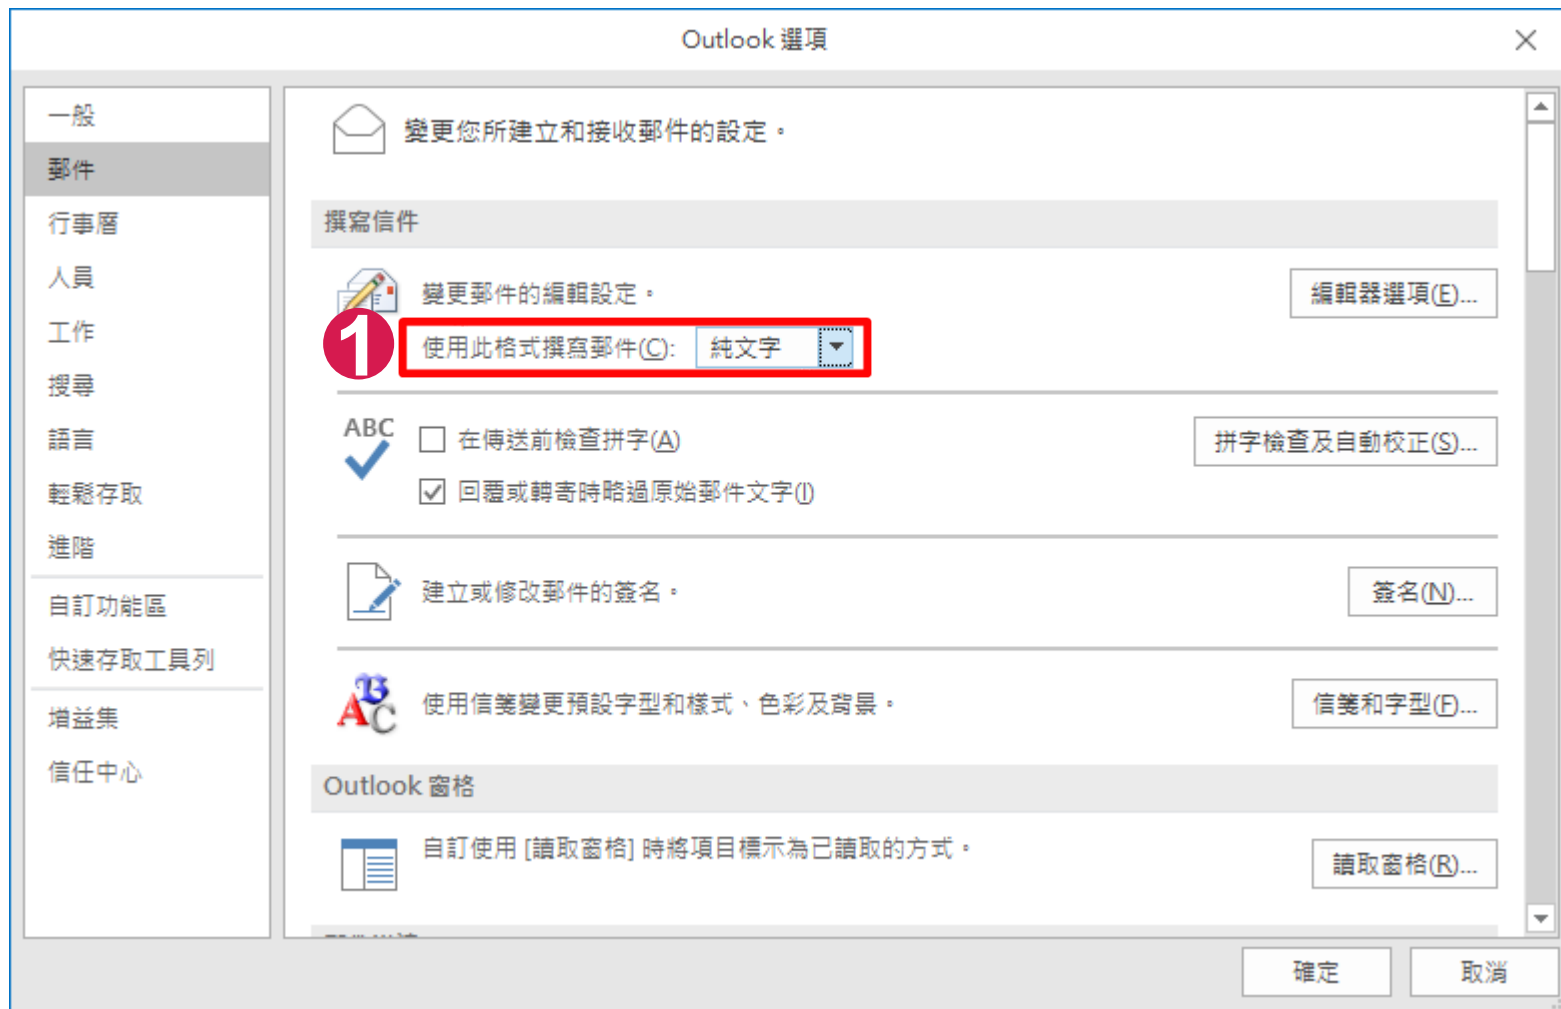 Outlook 選項
一般
郵件
行事曆
人員
工作
搜尋
語言
輕鬆存取
進階
自訂功能區
快速存取工具列
增益集
信任中心
變更您所建立和接收郵件的設定。
撰寫信件
變更郵件的編輯設定。
編輯器選項(E)...
1
使用此格式撰寫郵件(C): 純文字
ABC
在傳送前檢查拼字(A)
拼字檢查及自動校正(S)...
回覆或轉寄時略過原始郵件文字(I)
建立或修改郵件的簽名。
簽名(N)...
ABC
使用信箋變更預設字型和樣式、色彩及背景。
信箋和字型(F)...
Outlook 窗格
自訂使用 [讀取窗格] 時將項目標示為已讀取的方式。
讀取窗格(R)...
確定
取消